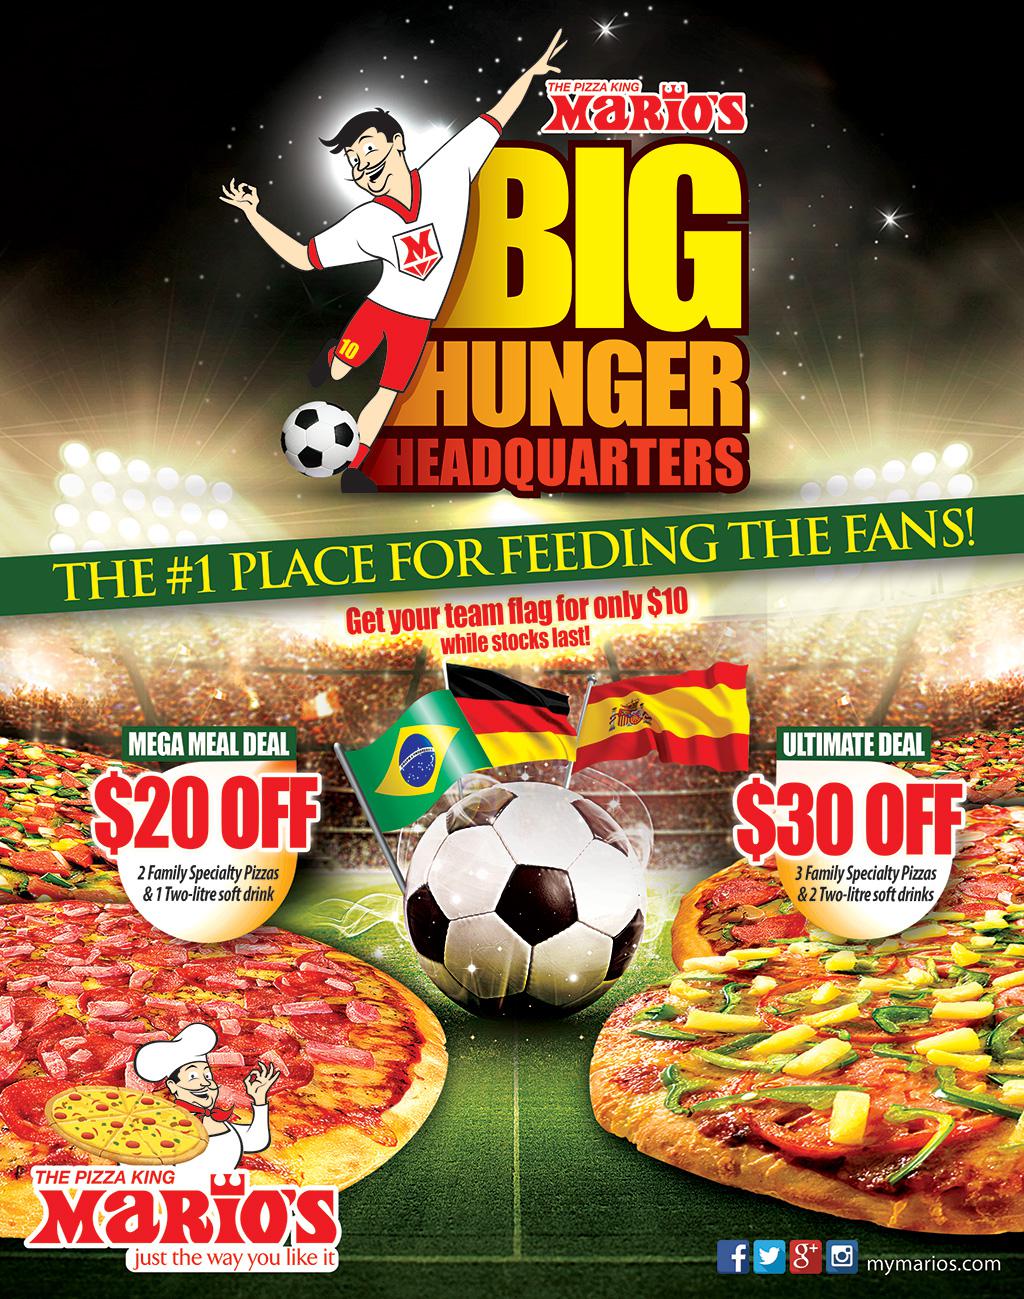 THE PIZZA KING
MARIO'S
BIG
HUNGER
HEADQUARTERS
M
10
THE #1 PLACE FOR FEEDING THE FANS!
Get your team flag for only $10
while stocks last!
MEGA MEAL DEAL
$20 OFF
2 Family Specialty Pizzas
& 1 Two-litre soft drink
ULTIMATE DEAL
$30 OFF
3 Family Specialty Pizzas
& 2 Two-litre soft drinks
THE PIZZA KING
MARIO'S
just the way you like it
f g+ mymarios.com